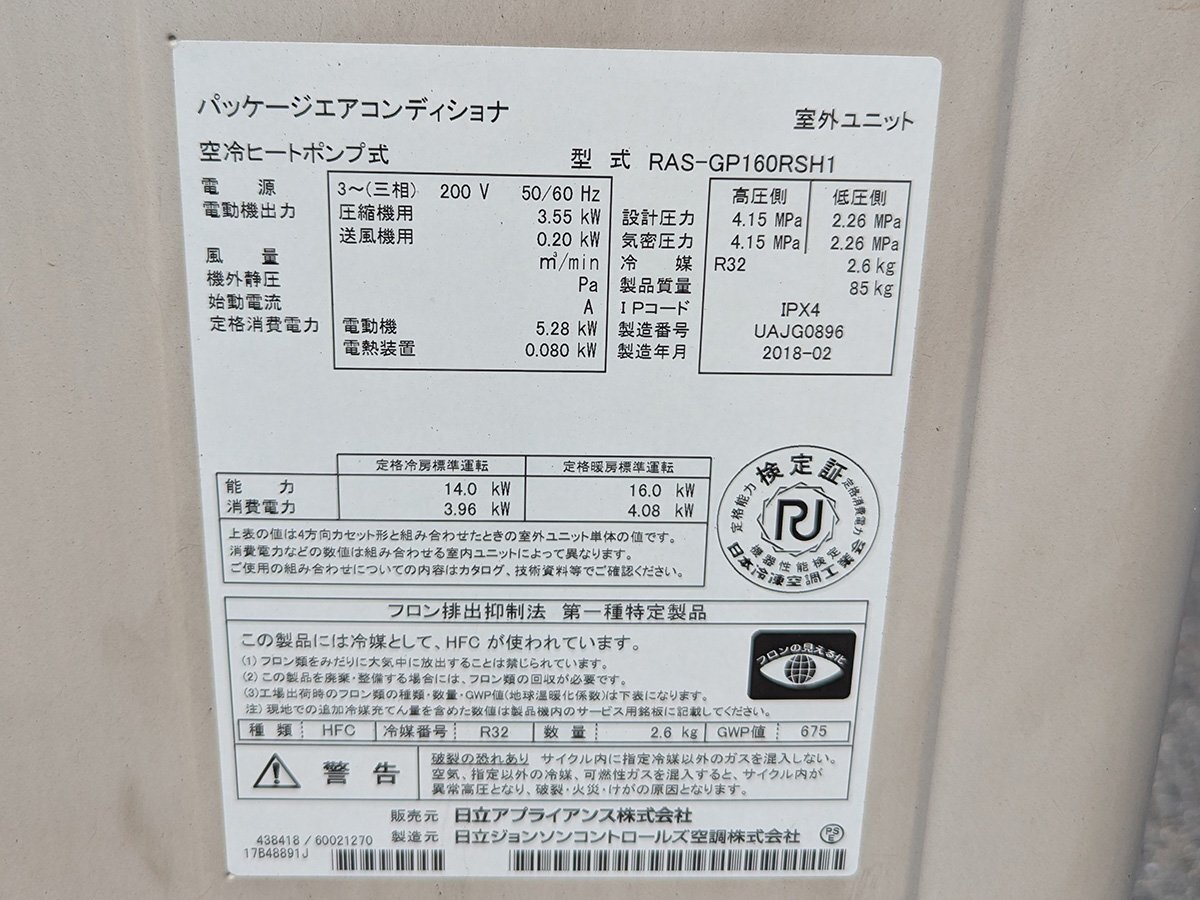 パッケージエアコンディショナ 室外ユニット
空冷ヒートポンプ式 型式 RAS-GP160RSH1
電源 3～(三相) 200 V 50/60 Hz
電動機出力 圧縮機用 3.55 kW
送風機用 0.20 kW
風量 m³/min
機外静圧 Pa
始動電流 A
定格消費電力 電動機 5.28 kW
電熱装置 0.080 kW
高圧側 低圧側
設計圧力 4.15 MPa 2.26 MPa
気密圧力 4.15 MPa 2.26 MPa
冷媒 R32 2.6 kg
製品質量 85 kg
IPコード IPX4
製造番号 UAJG0896
製造年月 2018-02
定格冷房標準運転 定格暖房標準運転
能力 14.0 kW 16.0 kW
消費電力 3.96 kW 4.08 kW
上表の値は4方向カセット形と組み合わせたときの室外ユニット単体の値です。
消費電力などの数値は組み合わせる室内ユニットによって異なります。
ご使用の組み合わせについての内容はカタログ、技術資料等でご確認ください。
検定証
定格能力 定格消費電力
RJ
機器性能検定
日本冷凍空調工業会
フロン排出抑制法 第一種特定製品
この製品には冷媒として、HFC が使われています。
(1) フロン類をみだりに大気中に放出することは禁じられています。
(2) この製品を廃棄・整備する場合には、フロン類の回収が必要です。
(3) 工場出荷時のフロン類の種類・数量・GWP値(地球温暖化係数)は下表になります。
注) 現地での追加冷媒充てん量を含めた数値は製品機内のサービス用銘板に記載してください。
フロンの見える化
種類 HFC 冷媒番号 R32 数量 2.6 kg GWP値 675
警告
破裂の恐れあり サイクル内に指定冷媒以外のガスを混入しない。
空気、指定以外の冷媒、可燃性ガスを混入すると、サイクル内が
異常高圧となり、破裂・火災・けがの原因となります。
販売元 日立アプライアンス株式会社
438418 / 60021270 製造元 日立ジョンソンコントロールズ空調株式会社 PSE
17B48891J